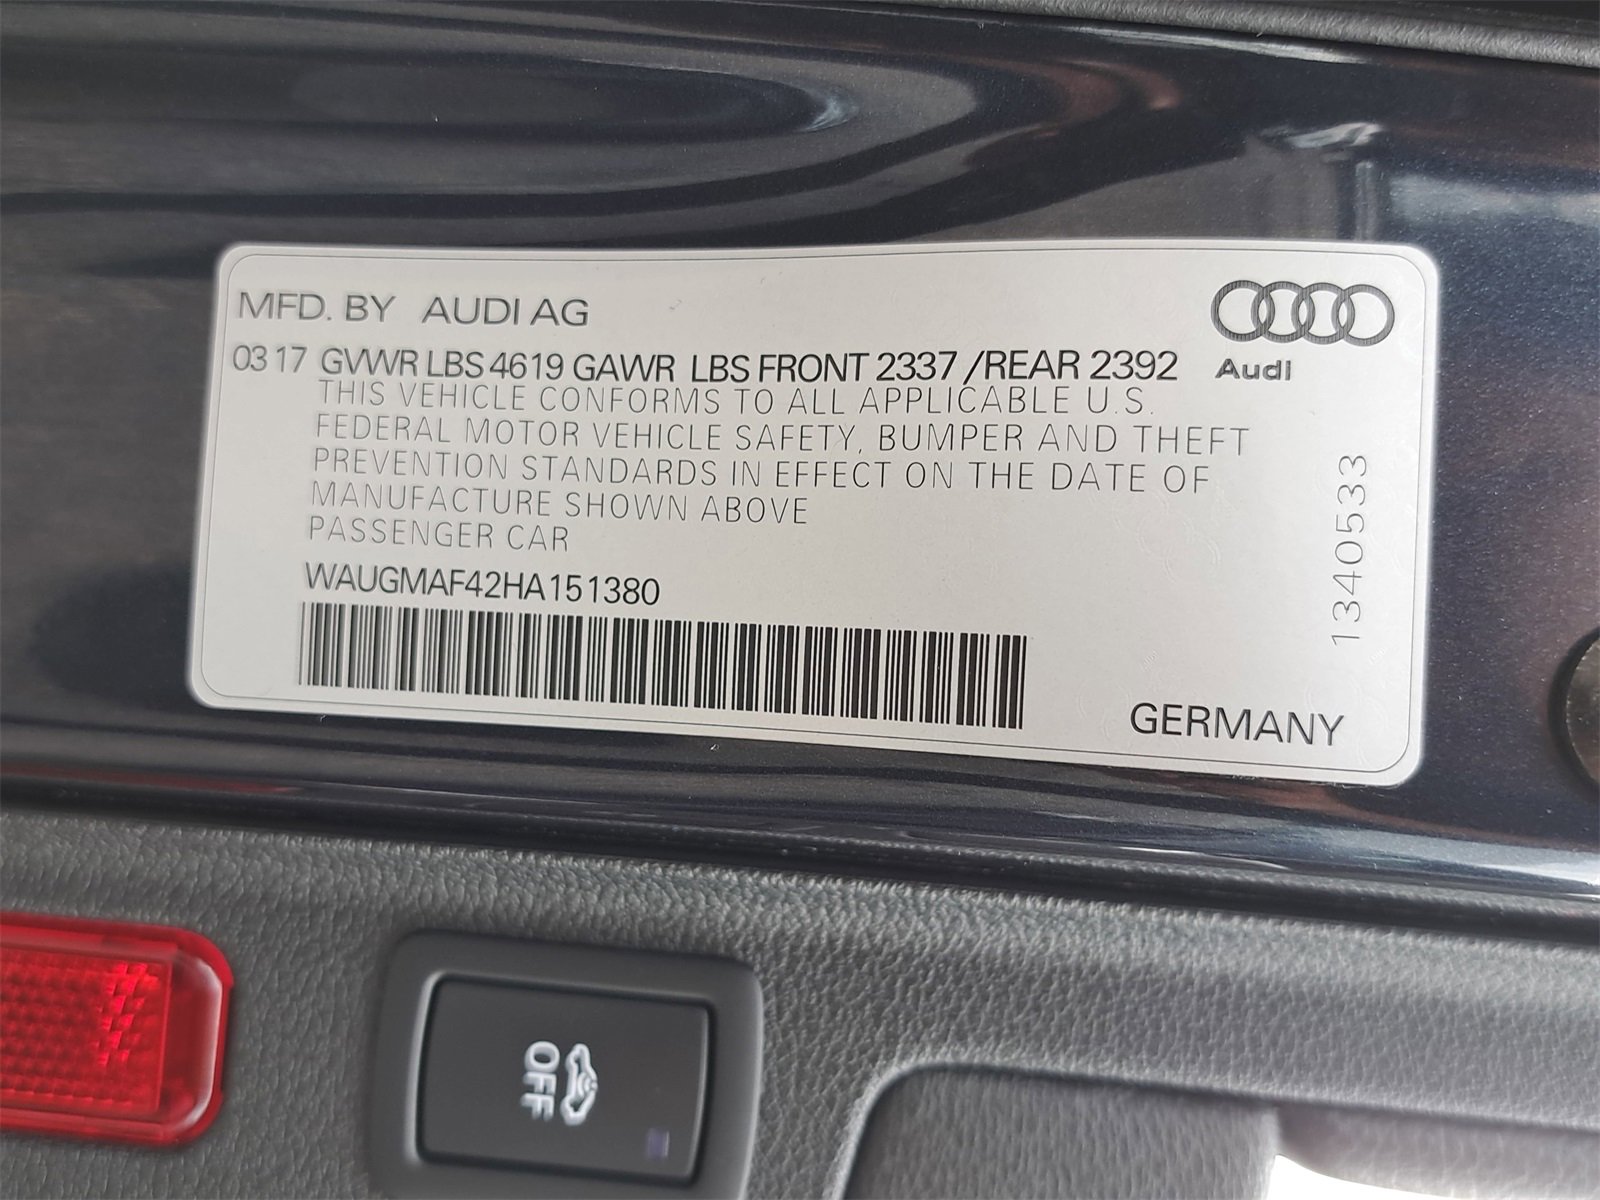 MFD. BY AUDI AG
03 17 GVWR LBS 4619 GAWR LBS FRONT 2337 /REAR 2392
Audi
THIS VEHICLE CONFORMS TO ALL APPLICABLE U.S.
FEDERAL MOTOR VEHICLE SAFETY, BUMPER AND THEFT
PREVENTION STANDARDS IN EFFECT ON THE DATE OF
MANUFACTURE SHOWN ABOVE
PASSENGER CAR
WAUGMAF42HA151380
1340533
GERMANY
OFF